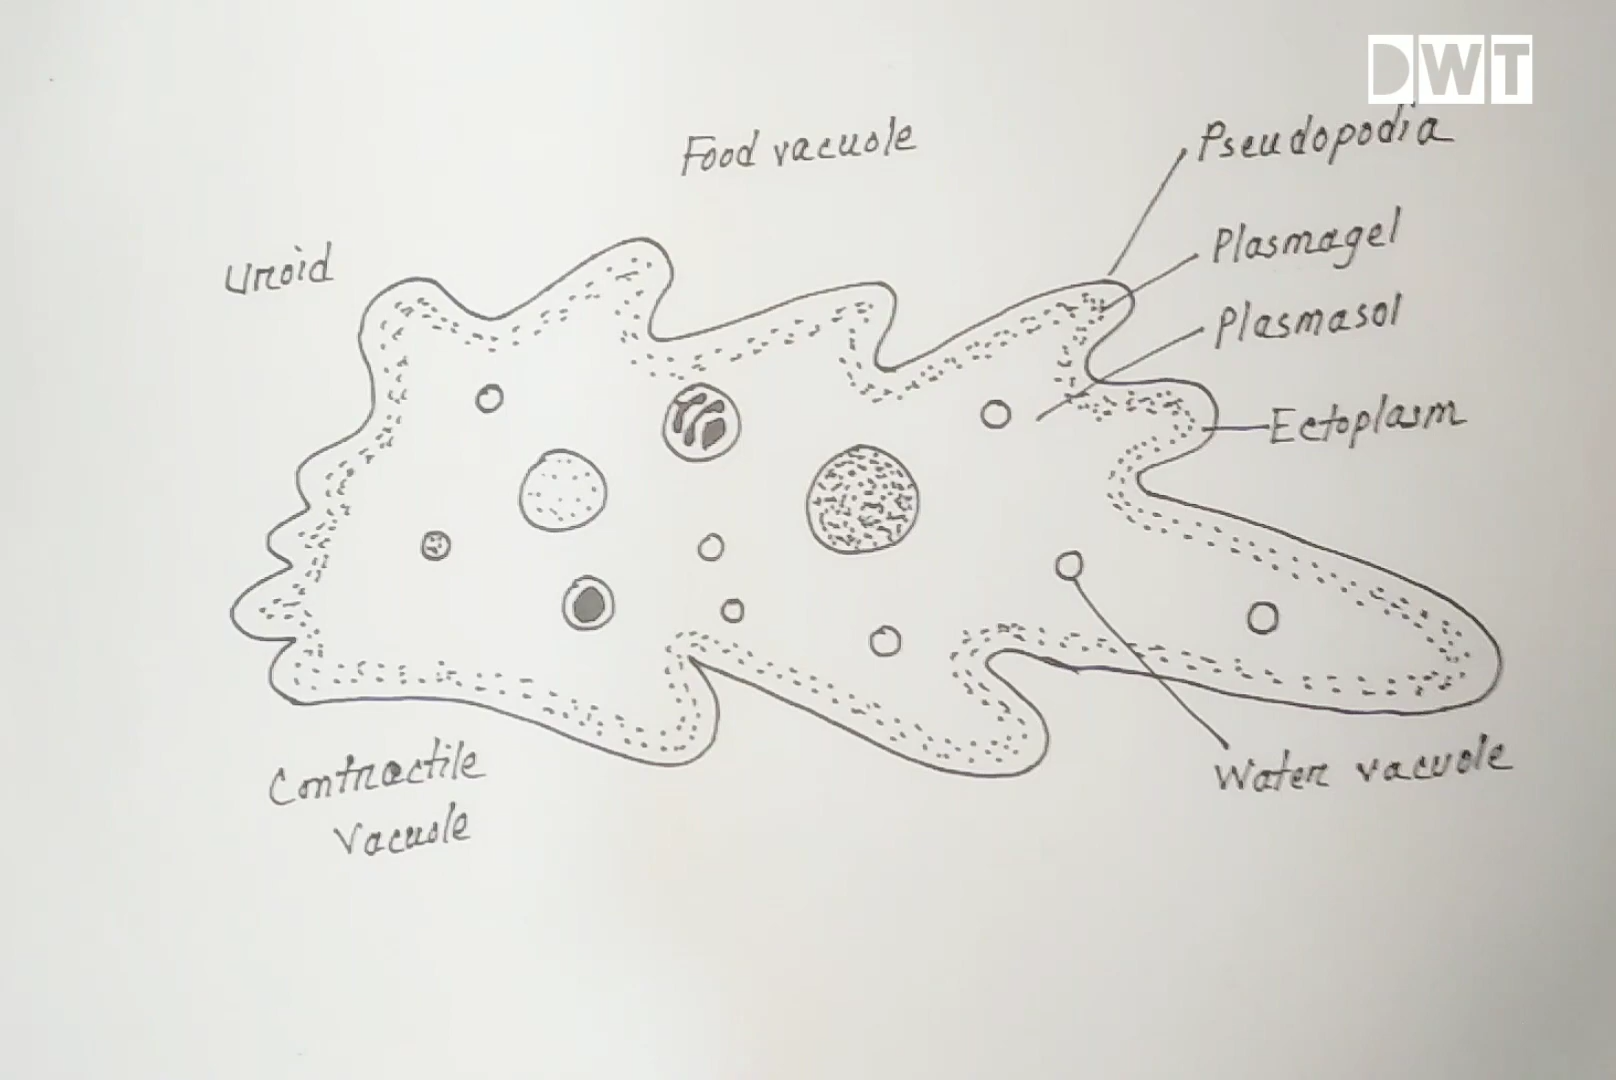 DWT
Pseudopodia
Food vacuole
Plasmagel
Uroid
Plasmasol
Ectoplasm
Contractile
Vacuole
Water vacuole